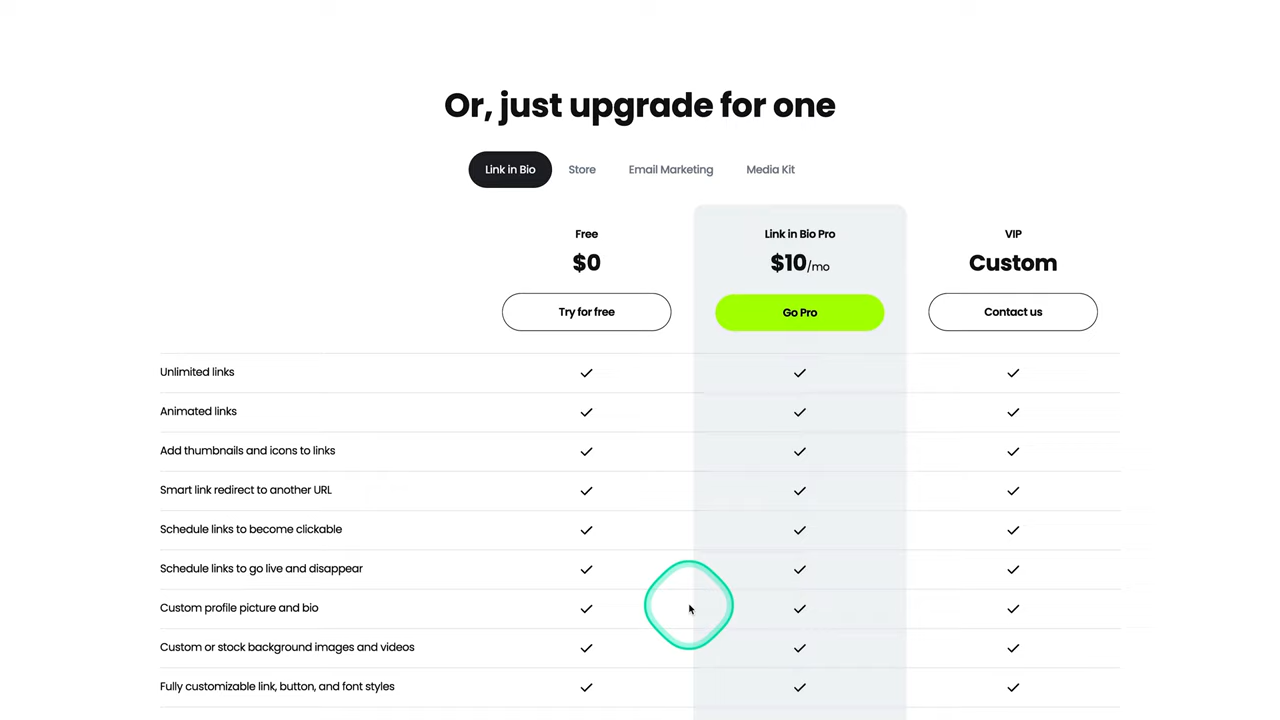 Or, just upgrade for one
Link in Bio Store Email Marketing Media Kit
Free Link in Bio Pro VIP
$0 $10/mo Custom
Try for free Go Pro Contact us
Unlimited links
Animated links
Add thumbnails and icons to links
Smart link redirect to another URL
Schedule links to become clickable
Schedule links to go live and disappear
Custom profile picture and bio
Custom or stock background images and videos
Fully customizable link, button, and font styles